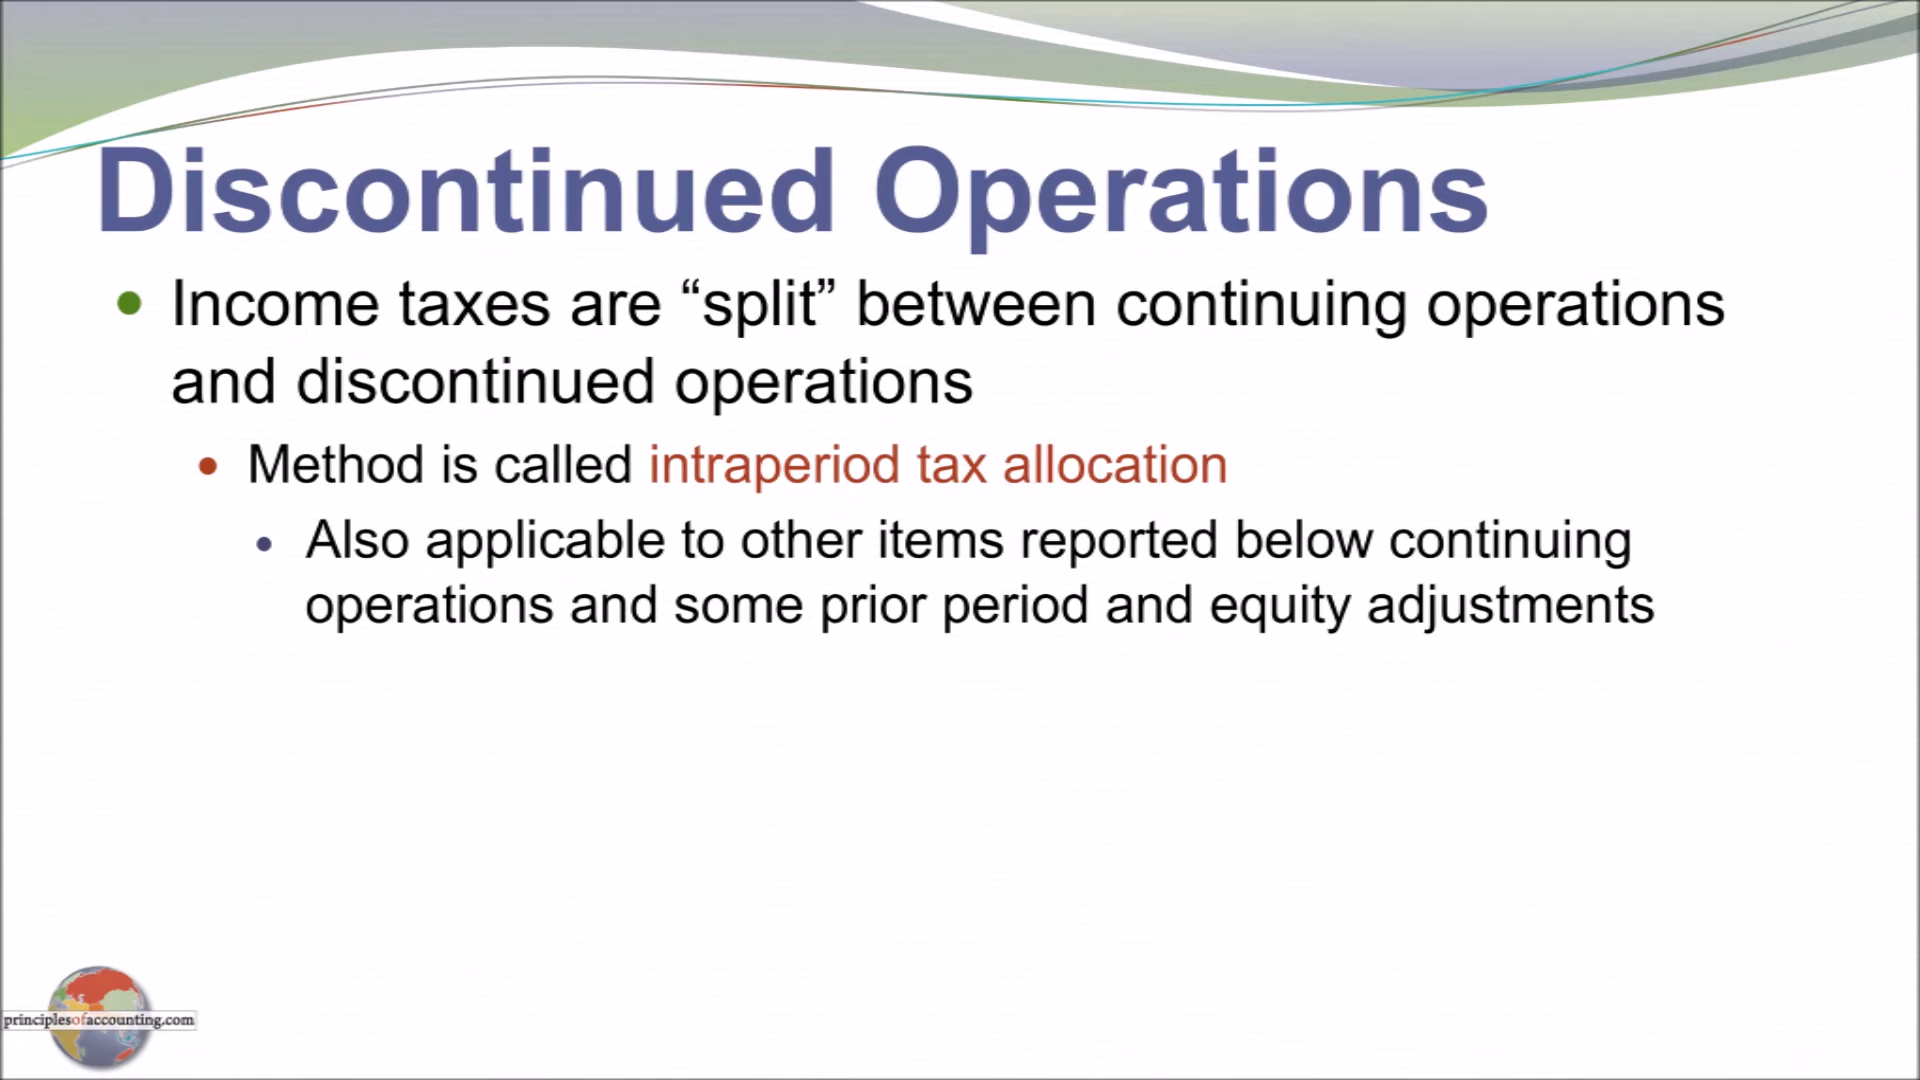 Discontinued Operations
• Income taxes are “split” between continuing operations
and discontinued operations
• Method is called intraperiod tax allocation
• Also applicable to other items reported below continuing
operations and some prior period and equity adjustments
principlesofaccounting.com